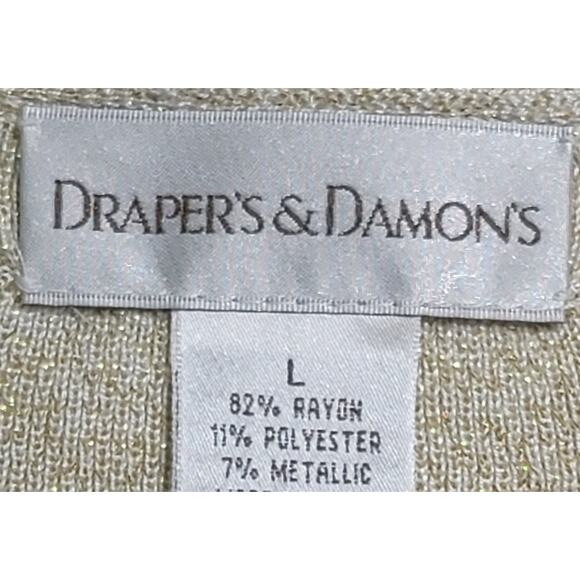 DRAPER'S & DAMON'S
L
82% RAYON
11% POLYESTER
7% METALLIC